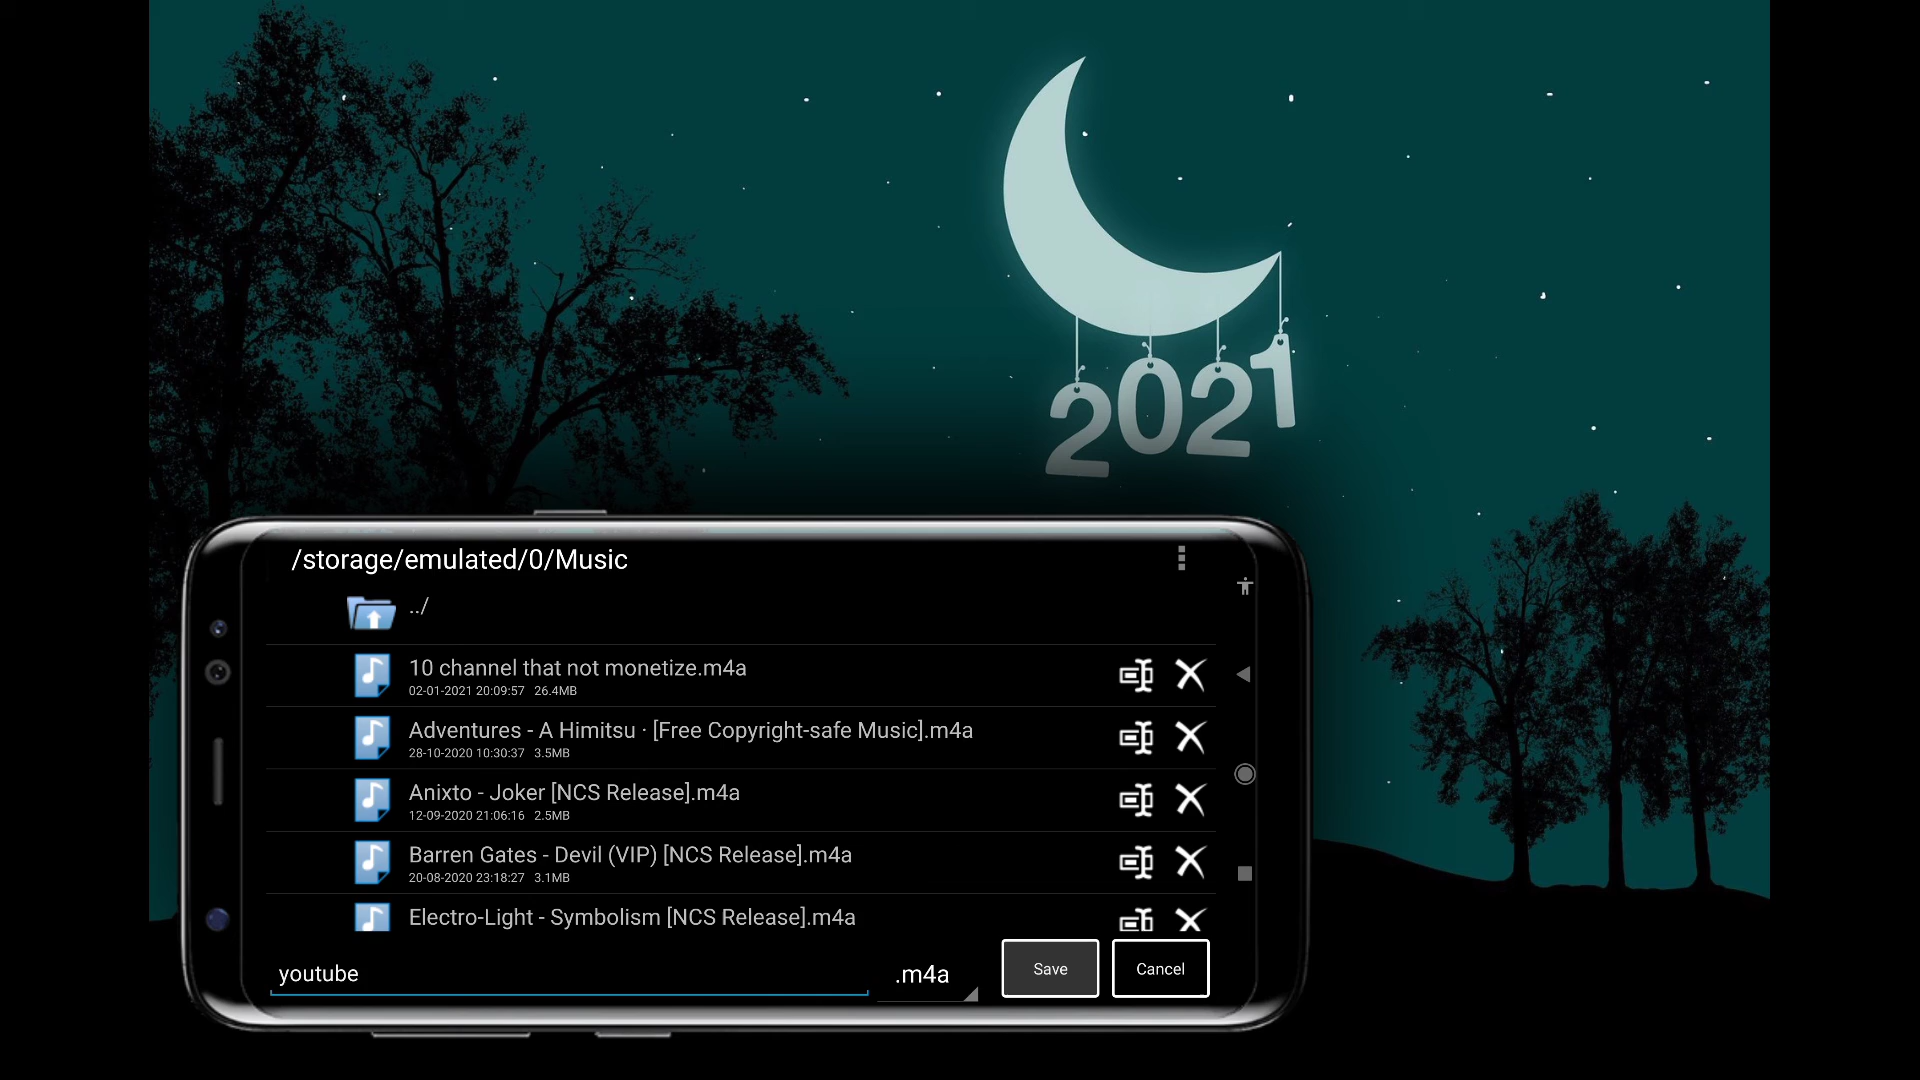 2021
/storage/emulated/0/Music
../
10 channel that not monetize.m4a
02-01-2021 20:09:57 26.4MB
Adventures - A Himitsu · [Free Copyright-safe Music].m4a
28-10-2020 10:30:37 3.5MB
Anixto - Joker [NCS Release].m4a
12-09-2020 21:06:16 2.5MB
Barren Gates - Devil (VIP) [NCS Release].m4a
20-08-2020 23:18:27 3.1MB
Electro-Light - Symbolism [NCS Release].m4a
youtube .m4a Save Cancel